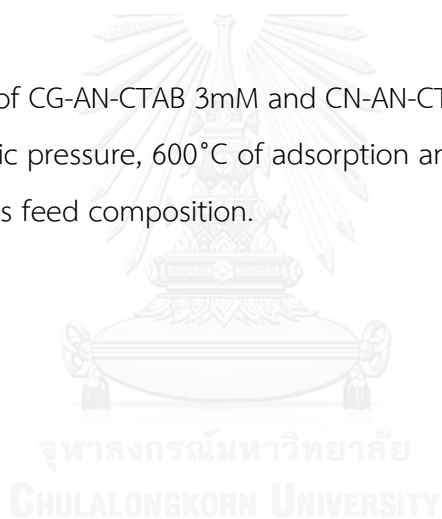 of CG-AN-CTAB 3mM and CN-AN-CT
ic pressure, 600°C of adsorption ar
s feed composition.
จุฬาลงกรณ์มหาวิทยาลัย
CHULALONGKORN UNIVERSITY